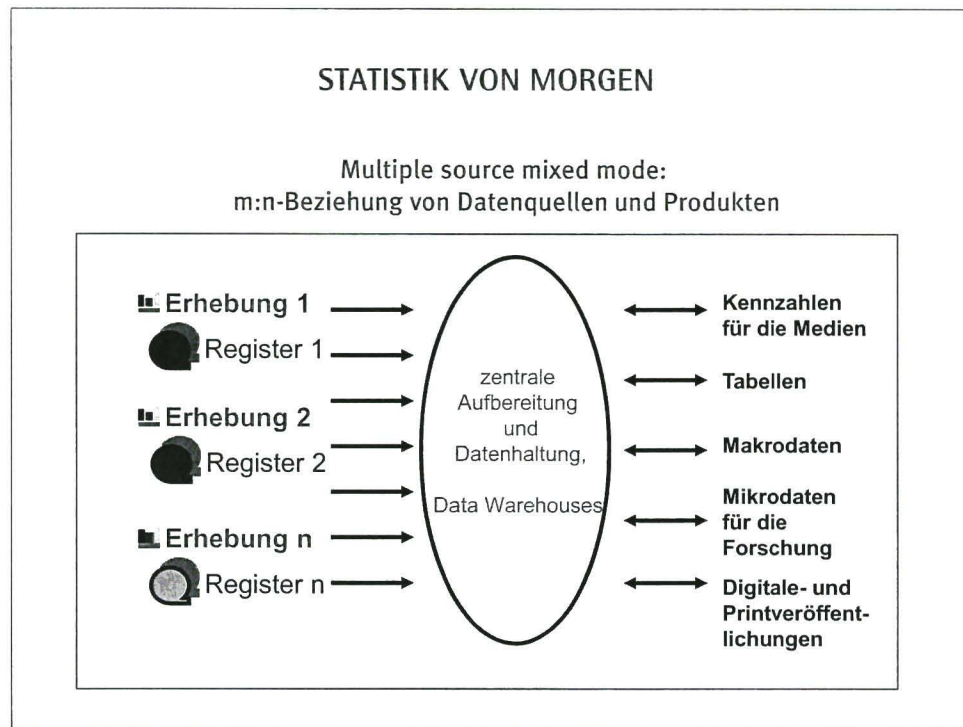 STATISTIK VON MORGEN
Multiple source mixed mode:
m:n-Beziehung von Datenquellen und Produkten
Erhebung 1
Register 1
Erhebung 2
Register 2
Erhebung n
Register n
zentrale
Aufbereitung
und
Datenhaltung,
Data Warehouses
Kennzahlen
für die Medien
Tabellen
Makrodaten
Mikrodaten
für die
Forschung
Digitale- und
Printveröffent-
lichungen